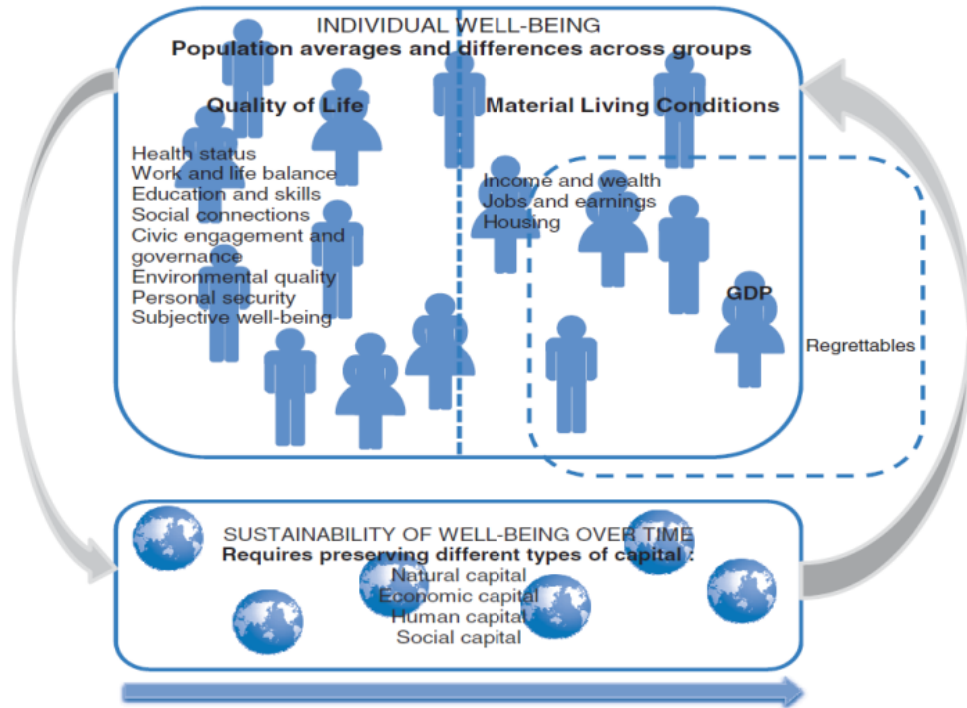 INDIVIDUAL WELL-BEING
Population averages and differences across groups
Quality of Life
Health status
Work and life balance
Education and skills
Social connections
Civic engagement and
governance
Environmental quality
Personal security
Subjective well-being
Material Living Conditions
Income and wealth
Jobs and earnings
Housing
GDP
Regrettables
SUSTAINABILITY OF WELL-BEING OVER TIME
Requires preserving different types of capital :
Natural capital
Economic capital
Human capital
Social capital